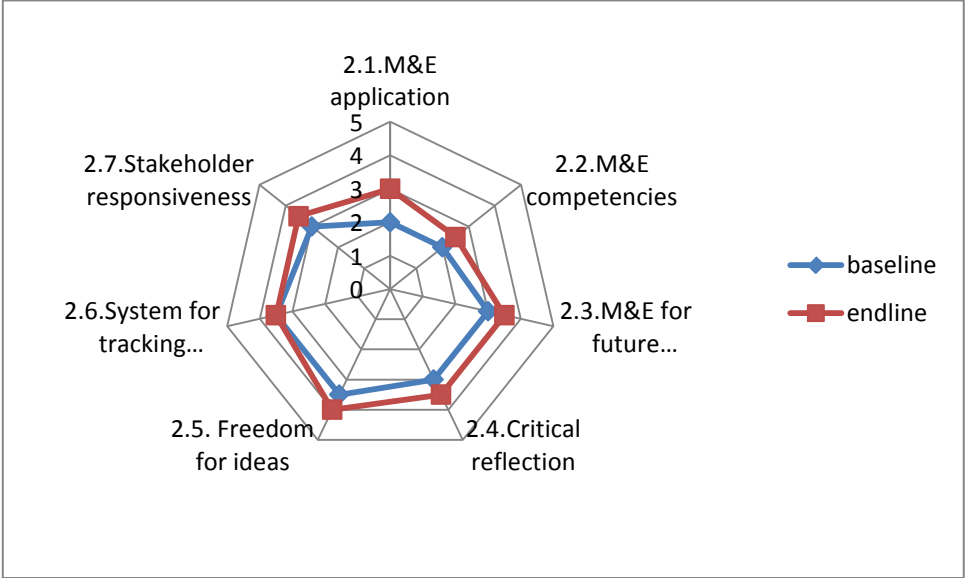 2.1.M&E
application
5
4
3
2
1
0
2.2.M&E
competencies
2.3.M&E for
future...
2.4.Critical
reflection
2.5. Freedom
for ideas
2.6.System for
tracking...
2.7.Stakeholder
responsiveness
baseline
endline